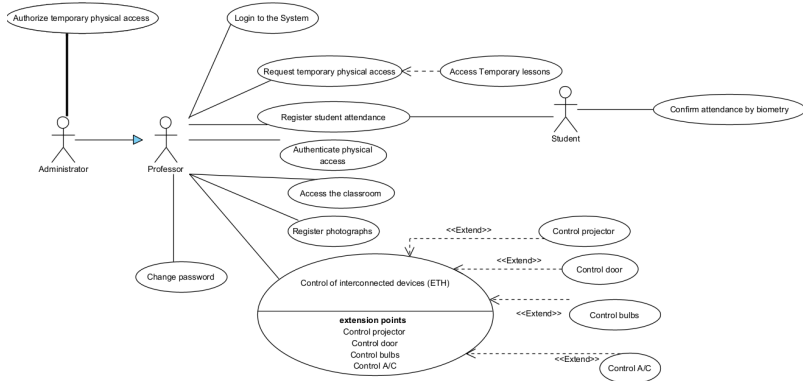 Authorize temporary physical access
Login to the System
Request temporary physical access
Access Temporary lessons
Register student attendance
Confirm attendance by biometry
Student
Administrator
Professor
Authenticate physical
access
Access the classroom
Register photographs
<<Extend>>
Control projector
<<Extend>>
Control door
Change password
Control of interconnected devices (ETH)
<<Extend>>
Control bulbs
extension points
Control projector
Control door
Control bulbs
Control A/C
<<Extend>>
Control A/C